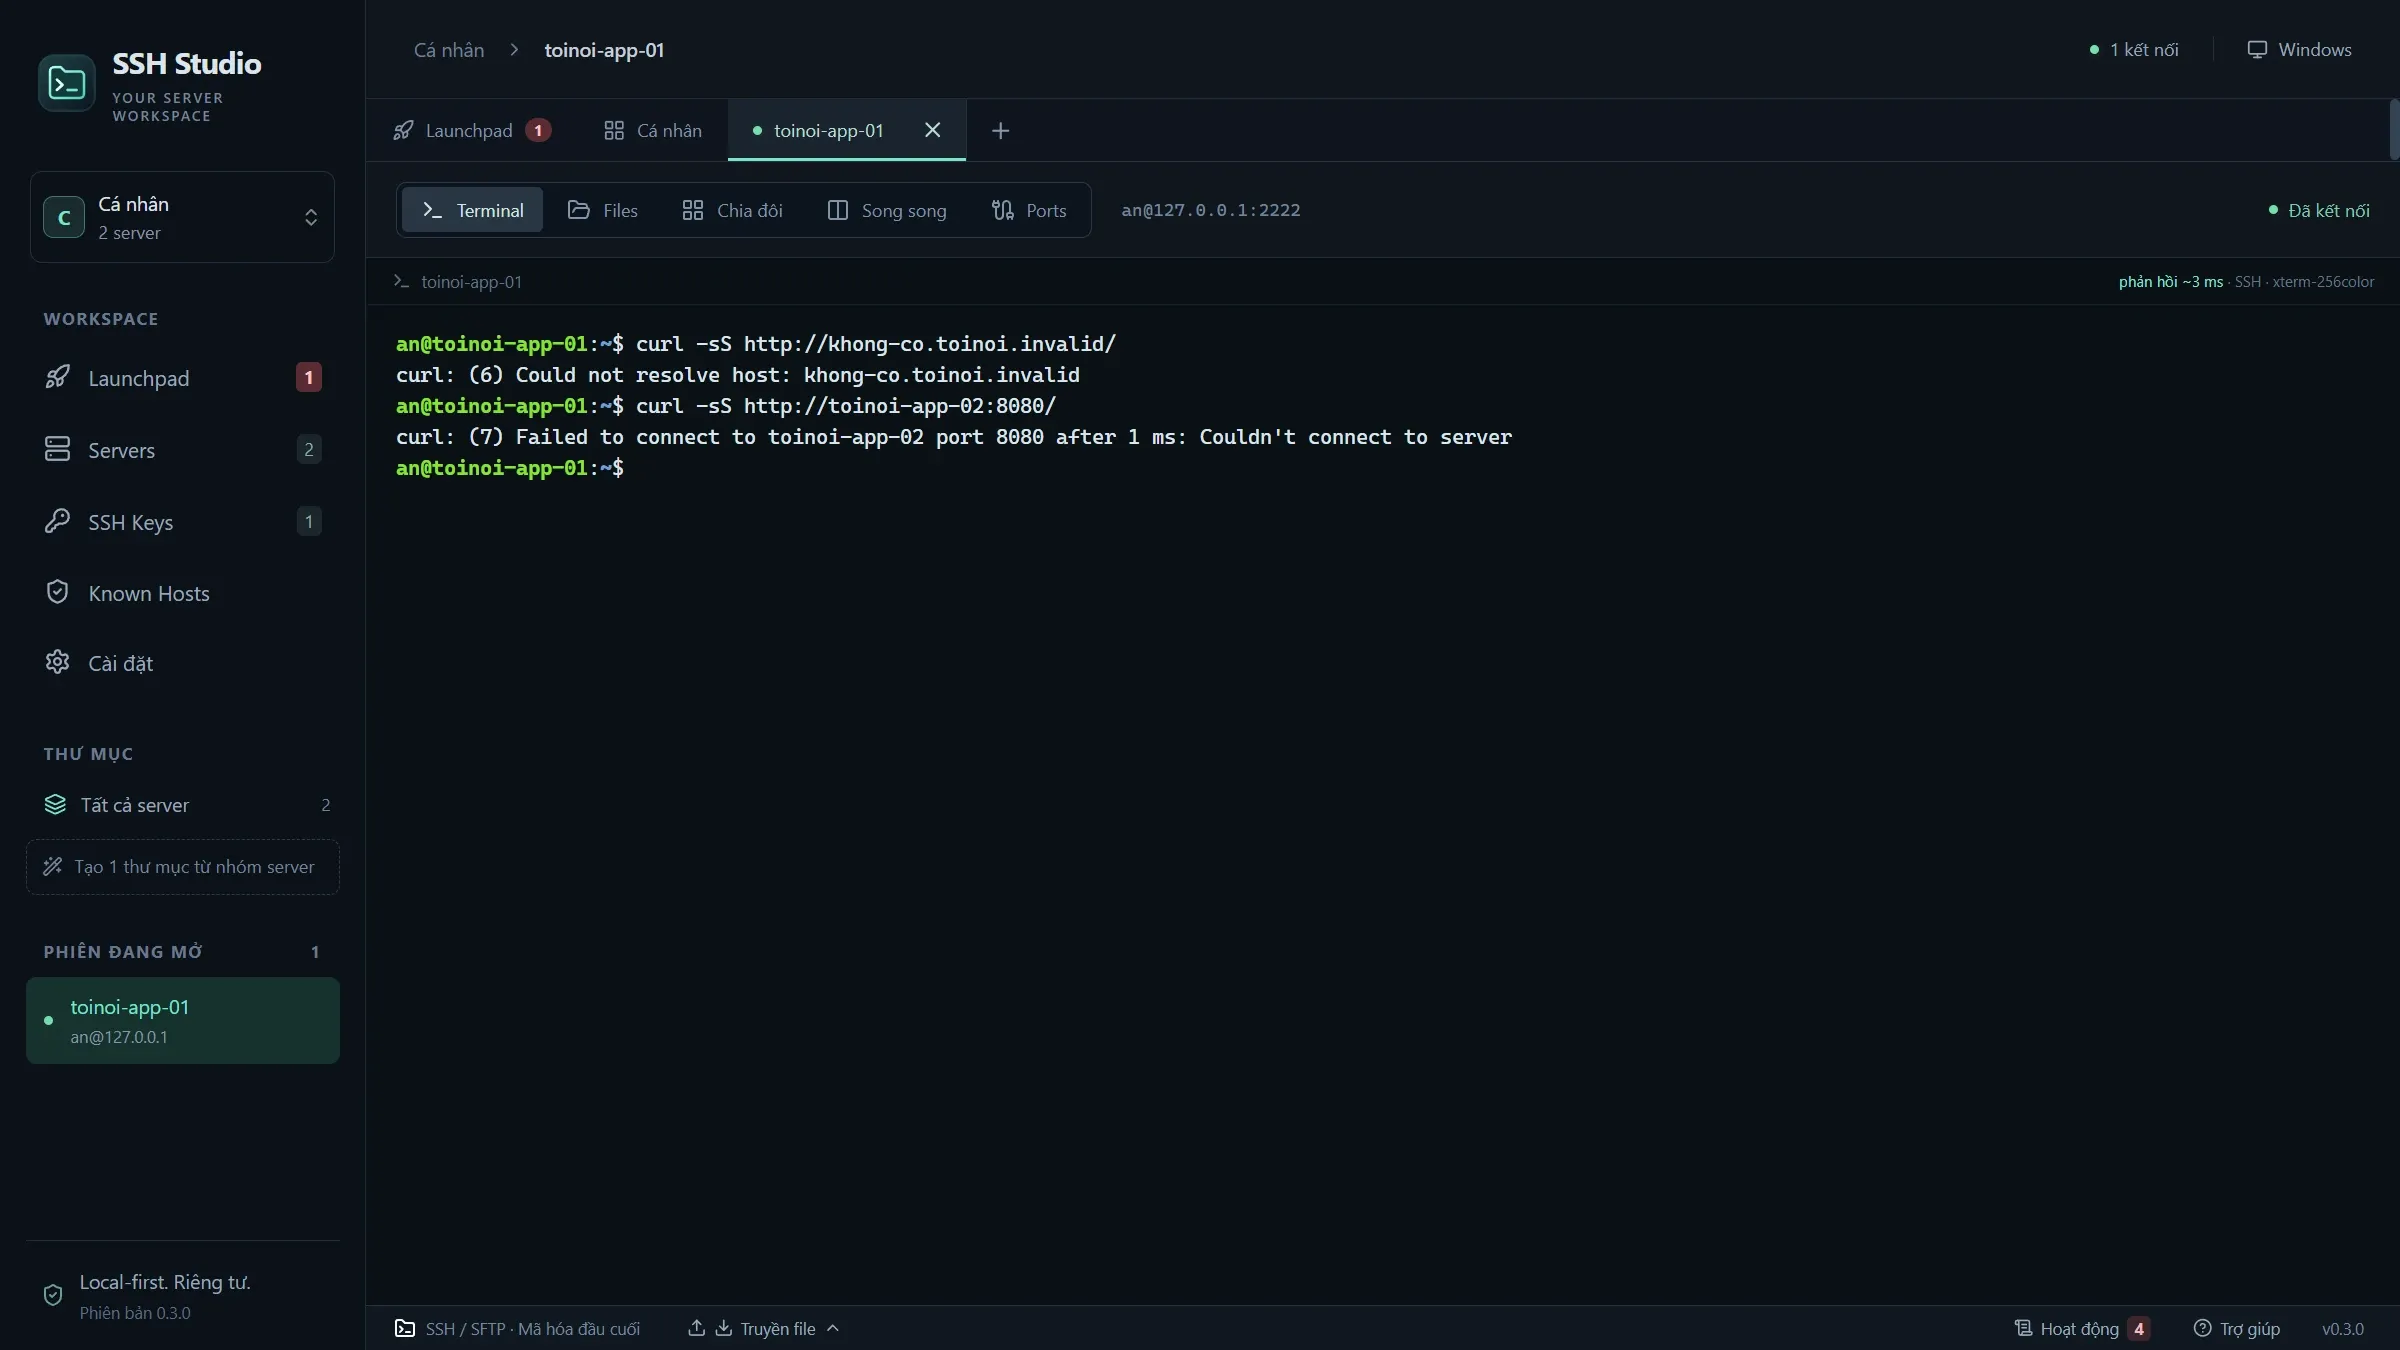 SSH Studio
YOUR SERVER
WORKSPACE
C
Cá nhân
2 server
WORKSPACE
Launchpad 1
Servers 2
SSH Keys 1
Known Hosts
Cài đặt
THƯ MỤC
Tất cả server 2
Tạo 1 thư mục từ nhóm server
PHIÊN ĐANG MỞ 1
toinoi-app-01
an@127.0.0.1
Local-first. Riêng tư.
Phiên bản 0.3.0
Cá nhân > toinoi-app-01
1 kết nối
Windows
Launchpad 1
Cá nhân
toinoi-app-01
Terminal
Files
Chia đôi
Song song
Ports
an@127.0.0.1:2222
Đã kết nối
toinoi-app-01
phản hồi ~3 ms · SSH · xterm-256color
an@toinoi-app-01:~$ curl -sS http://khong-co.toinoi.invalid/
curl: (6) Could not resolve host: khong-co.toinoi.invalid
an@toinoi-app-01:~$ curl -sS http://toinoi-app-02:8080/
curl: (7) Failed to connect to toinoi-app-02 port 8080 after 1 ms: Couldn't connect to server
an@toinoi-app-01:~$
SSH / SFTP · Mã hóa đầu cuối
Truyền file
Hoạt động 4
Trợ giúp
v0.3.0